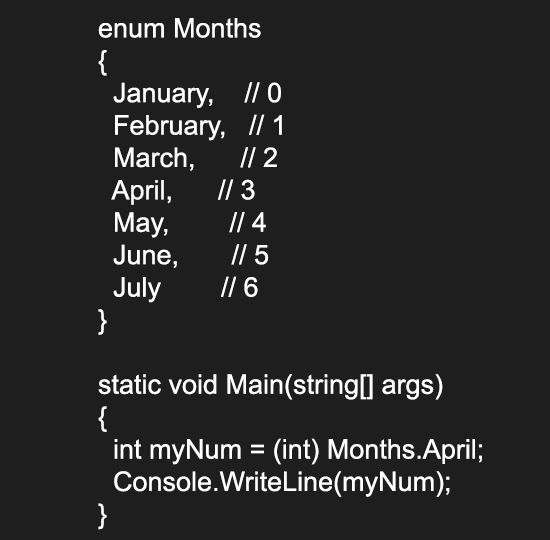 enum Months
{
  January,    // 0
  February,   // 1
  March,      // 2
  April,      // 3
  May,        // 4
  June,       // 5
  July        // 6
}

static void Main(string[] args)
{
  int myNum = (int) Months.April;
  Console.WriteLine(myNum);
}